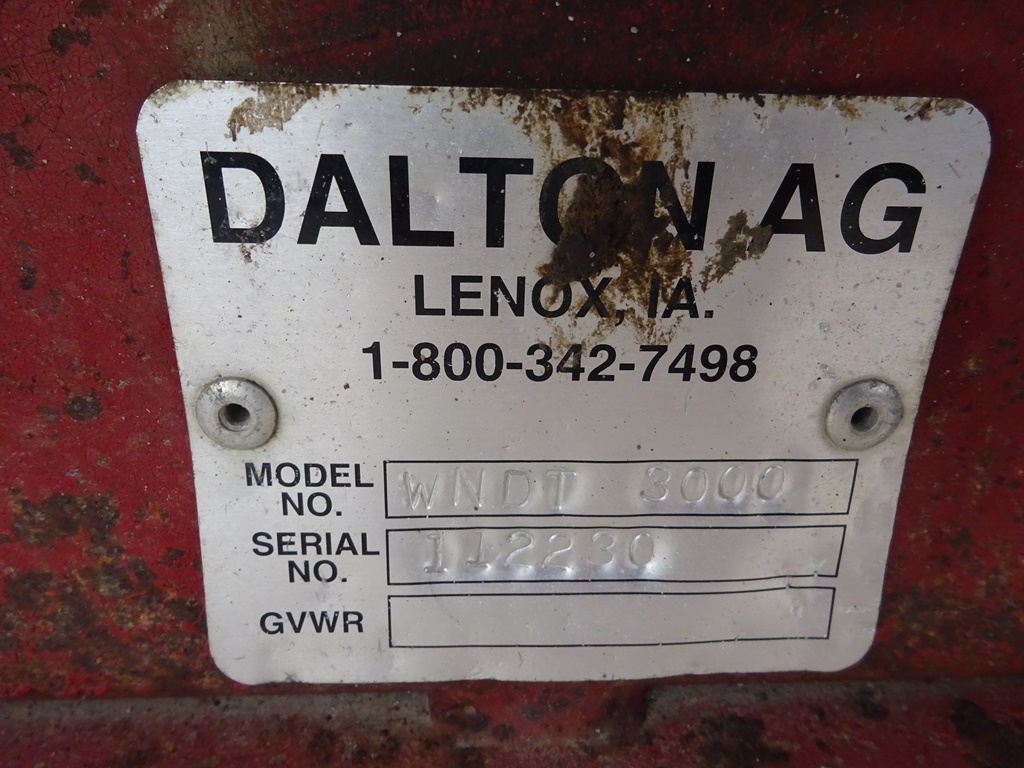 DALTON AG
LENOX, IA.
1-800-342-7498
MODEL NO. WNDT 3000
SERIAL NO. 112230
GVWR